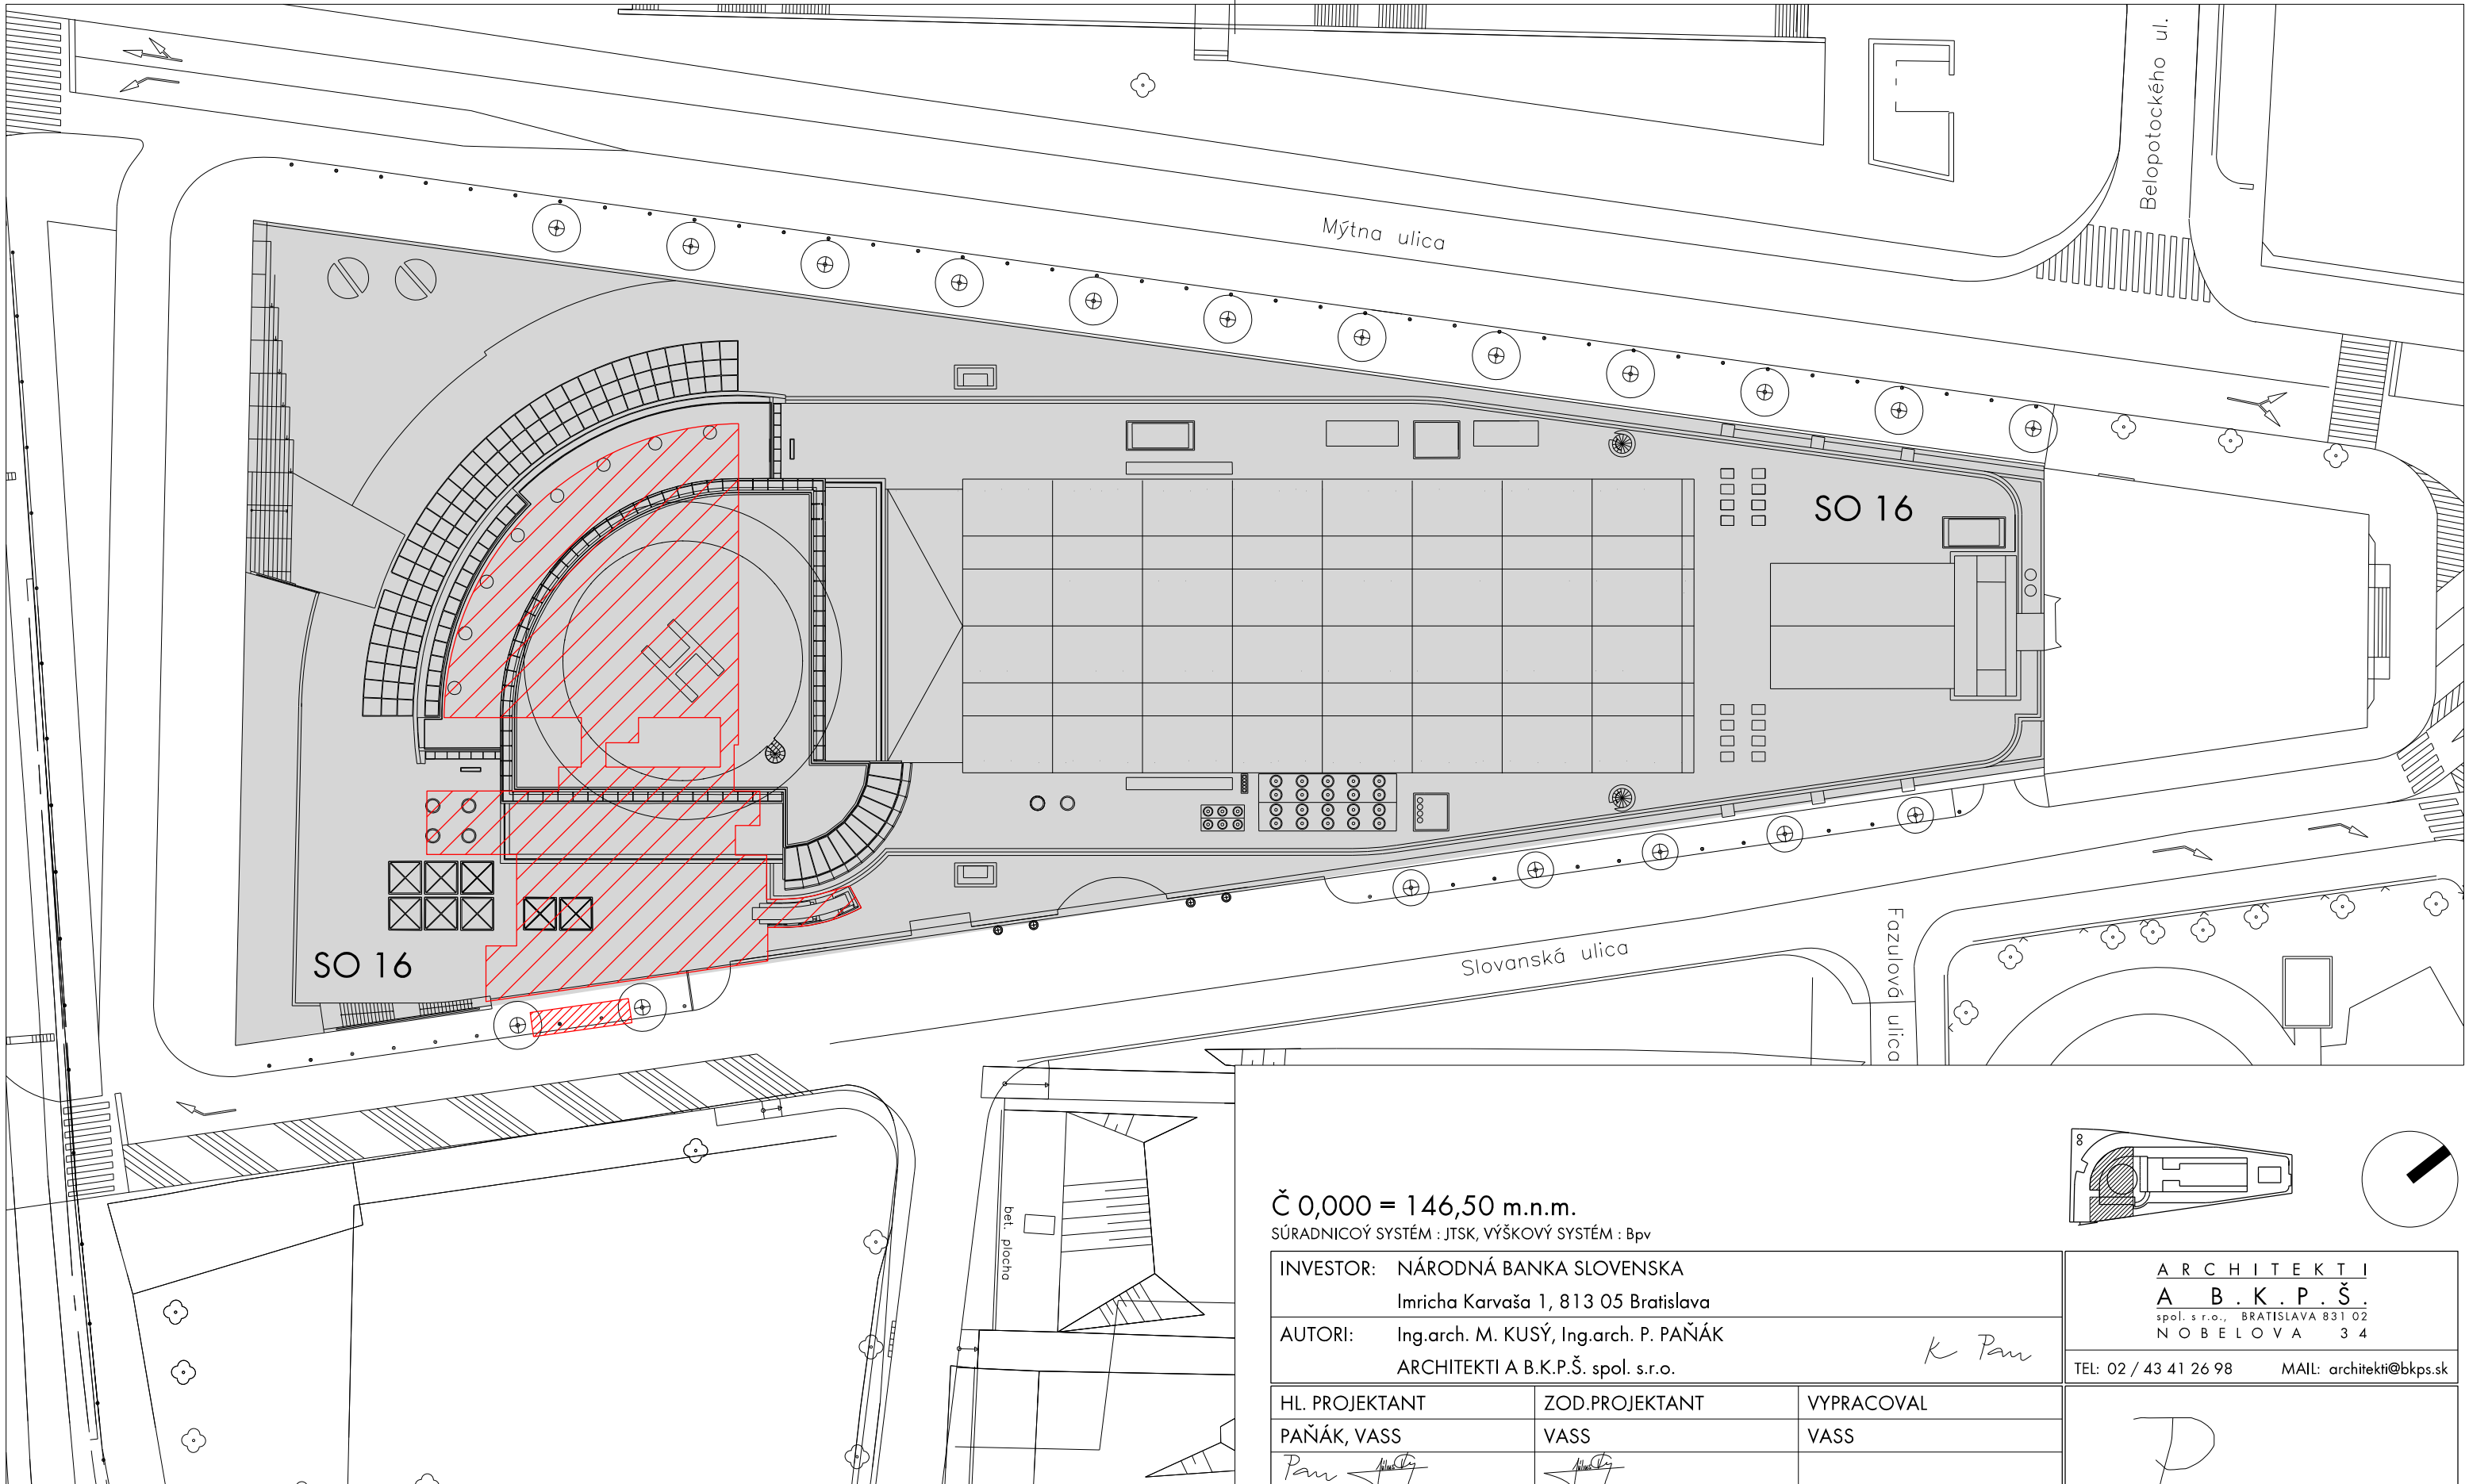 Belopotockého ul.
Mýtna ulica
SO 16
SO 16
Slovanská ulica
Fazulová ulica
bet. plocha
Č 0,000 = 146,50 m.n.m.
SÚRADNICOÝ SYSTÉM : JTSK, VÝŠKOVÝ SYSTÉM : Bpv
INVESTOR: NÁRODNÁ BANKA SLOVENSKA
Imricha Karvaša 1, 813 05 Bratislava
AUTORI: Ing.arch. M. KUSÝ, Ing.arch. P. PAŇÁK
ARCHITEKTI A B.K.P.Š. spol. s.r.o.
ARCHITEKTI
A B.K.P.Š.
spol. s r.o., BRATISLAVA 831 02
NOBELOVA 34
TEL: 02 / 43 41 26 98 MAIL: architekti@bkps.sk
HL. PROJEKTANT ZOD.PROJEKTANT VYPRACOVAL
PAŇÁK, VASS VASS VASS